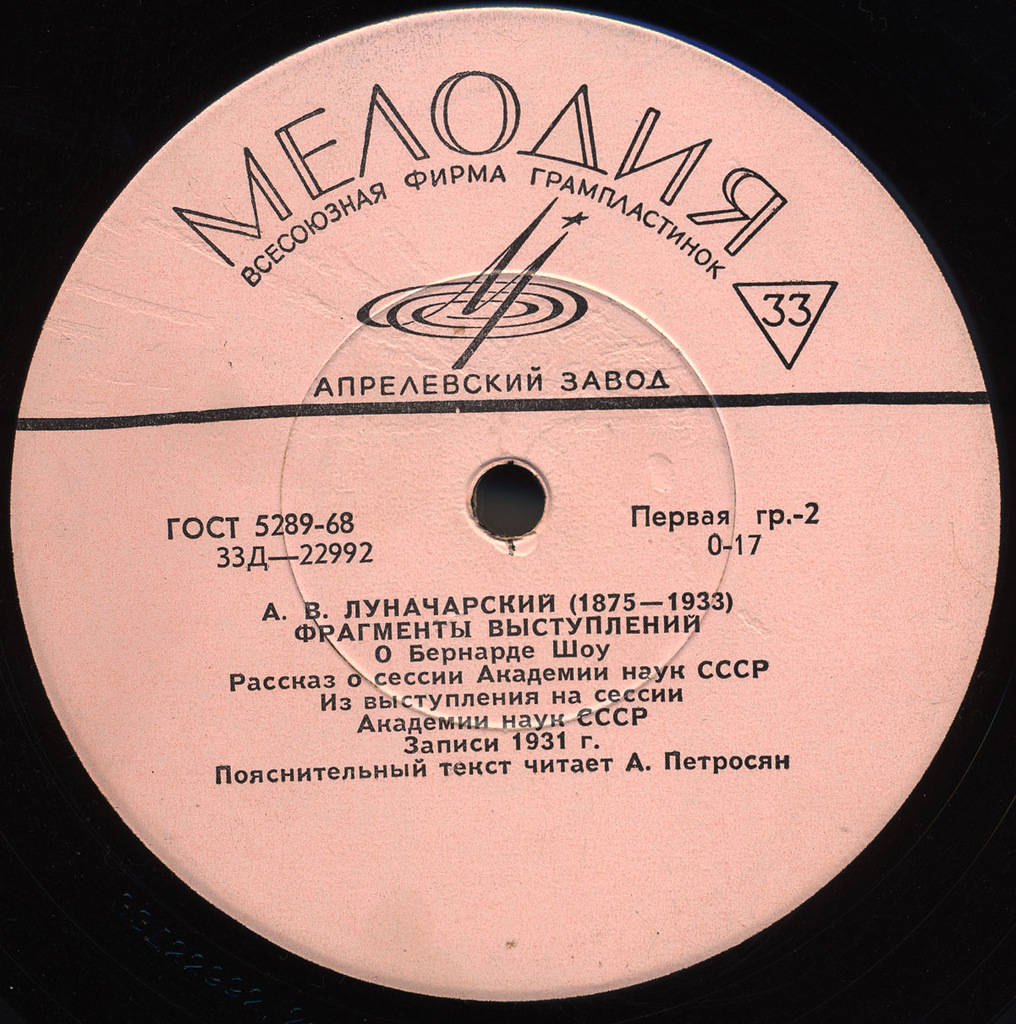 МЕЛОДИЯ
ВСЕСОЮЗНАЯ ФИРМА ГРАМПЛАСТИНОК
33
АПРЕЛЕВСКИЙ ЗАВОД
ГОСТ 5289-68
33Д—22992
Первая гр.-2
0-17
А. В. ЛУНАЧАРСКИЙ (1875—1933)
ФРАГМЕНТЫ ВЫСТУПЛЕНИЙ
О Бернарде Шоу
Рассказ о сессии Академии наук СССР
Из выступления на сессии
Академии наук СССР
Записи 1931 г.
Пояснительный текст читает А. Петросян